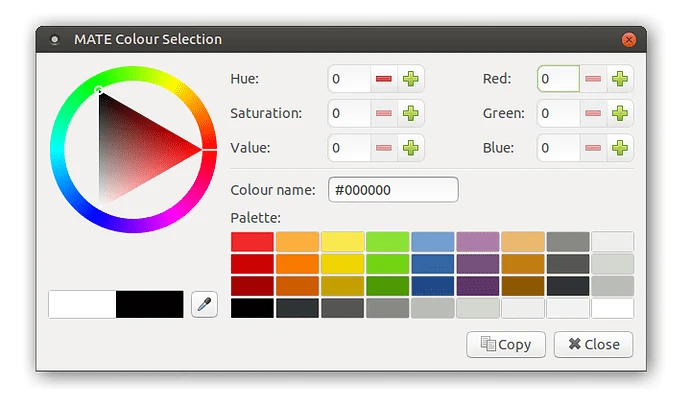 MATE Colour Selection
Hue: 0 Red: 0
Saturation: 0 Green: 0
Value: 0 Blue: 0
Colour name: #000000
Palette:
Copy Close